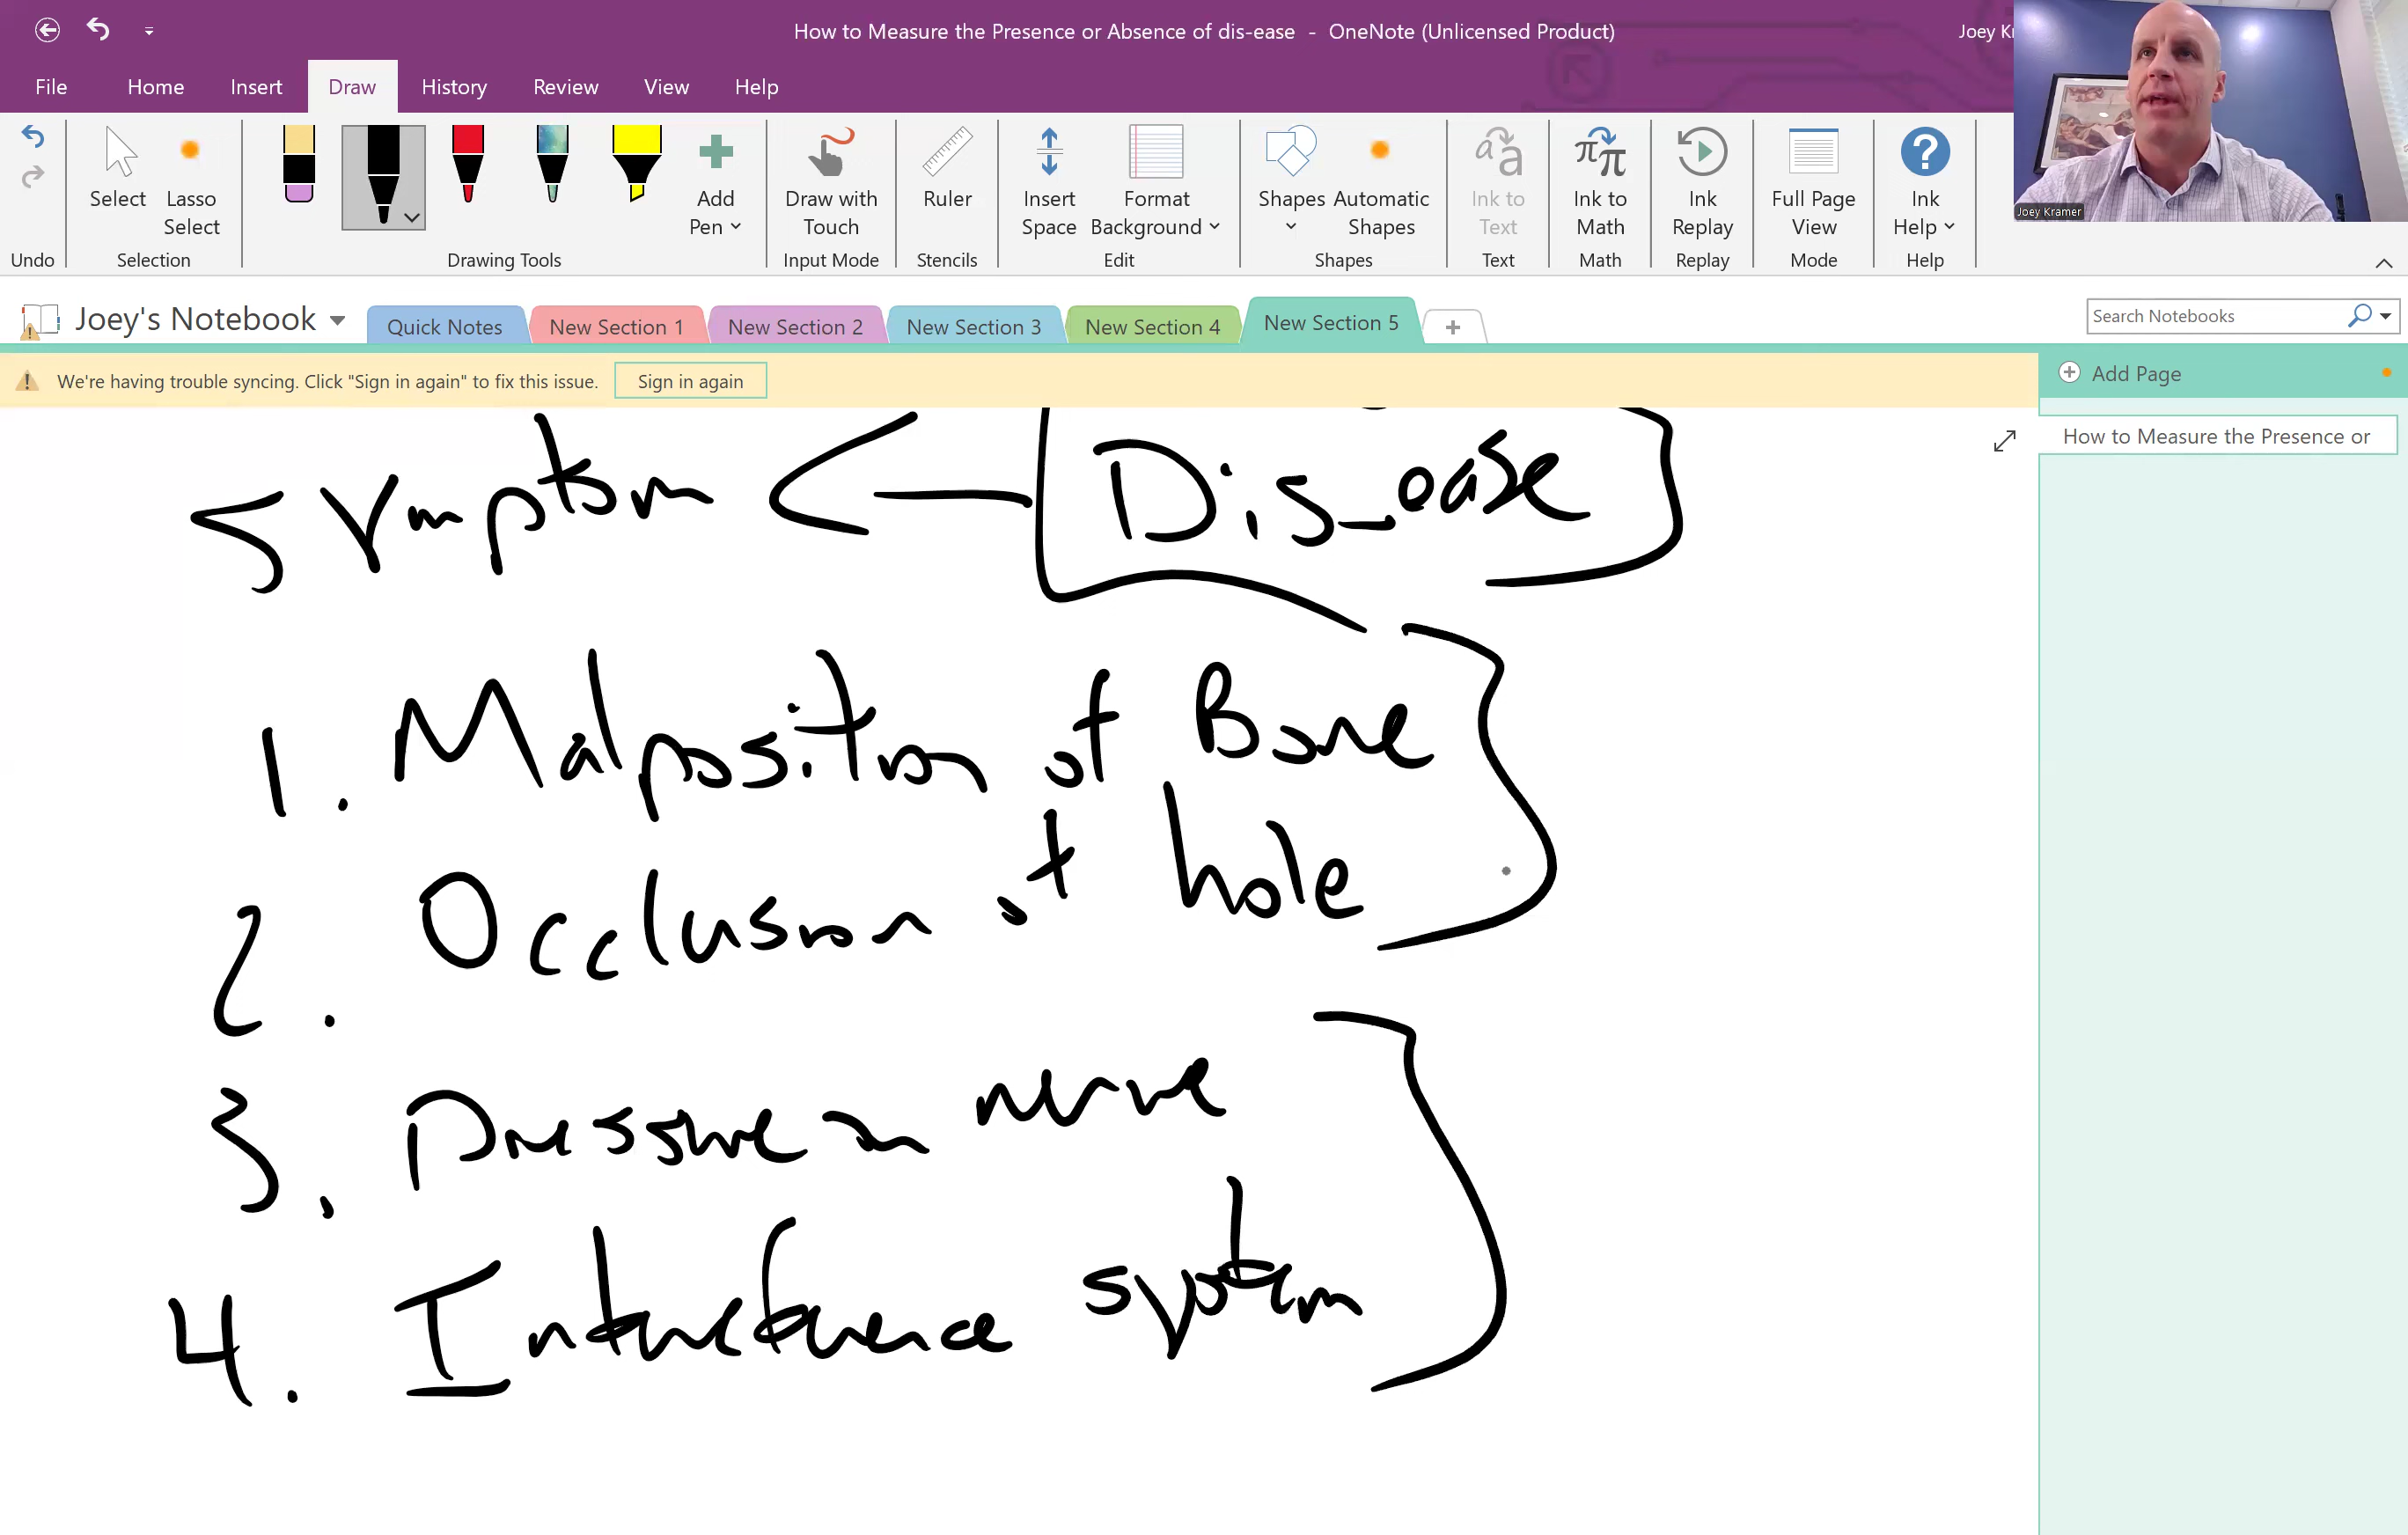 How to Measure the Presence or Absence of dis-ease - OneNote (Unlicensed Product)
Joey Kr
File Home Insert Draw History Review View Help
Select
Lasso Select
Add Pen
Draw with Touch
Ruler
Insert Space
Format Background
Shapes
Automatic Shapes
Ink to Text
Ink to Math
Ink Replay
Full Page View
Ink Help
Joey Kramer
Undo Selection Drawing Tools Input Mode Stencils Edit Shapes Text Math Replay Mode Help
Joey's Notebook Quick Notes New Section 1 New Section 2 New Section 3 New Section 4 New Section 5 Search Notebooks
We're having trouble syncing. Click "Sign in again" to fix this issue. Sign in again
Add Page
How to Measure the Presence or
Symptom Dis-ease
1. Malposition of Bone
2. Occlusion of hole
3. Pressure on nerve
4. Interference system